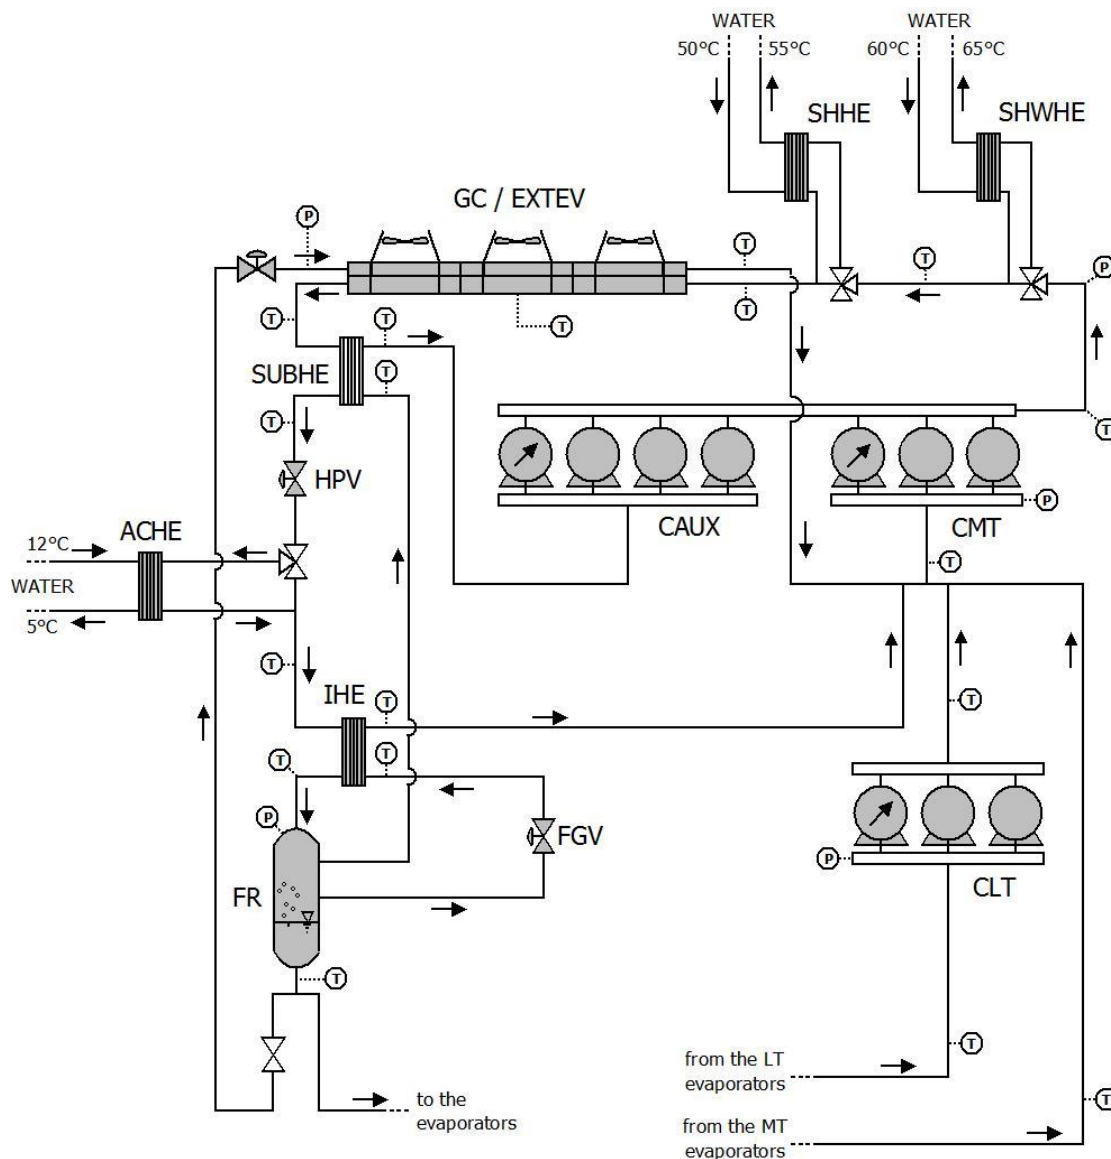 WATER
WATER
50°C
55°C
60°C
65°C
SHHE
SHWHE
GC / EXTEV
P
T
T
P
T
T
T
T
SUBHE
T
T
T
HPV
P
ACHE
CAUX
CMT
12°C
T
WATER
5°C
T
IHE
T
T
T
T
P
FGV
P
FR
CLT
T
T
from the LT
evaporators
to the
evaporators
T
from the MT
evaporators